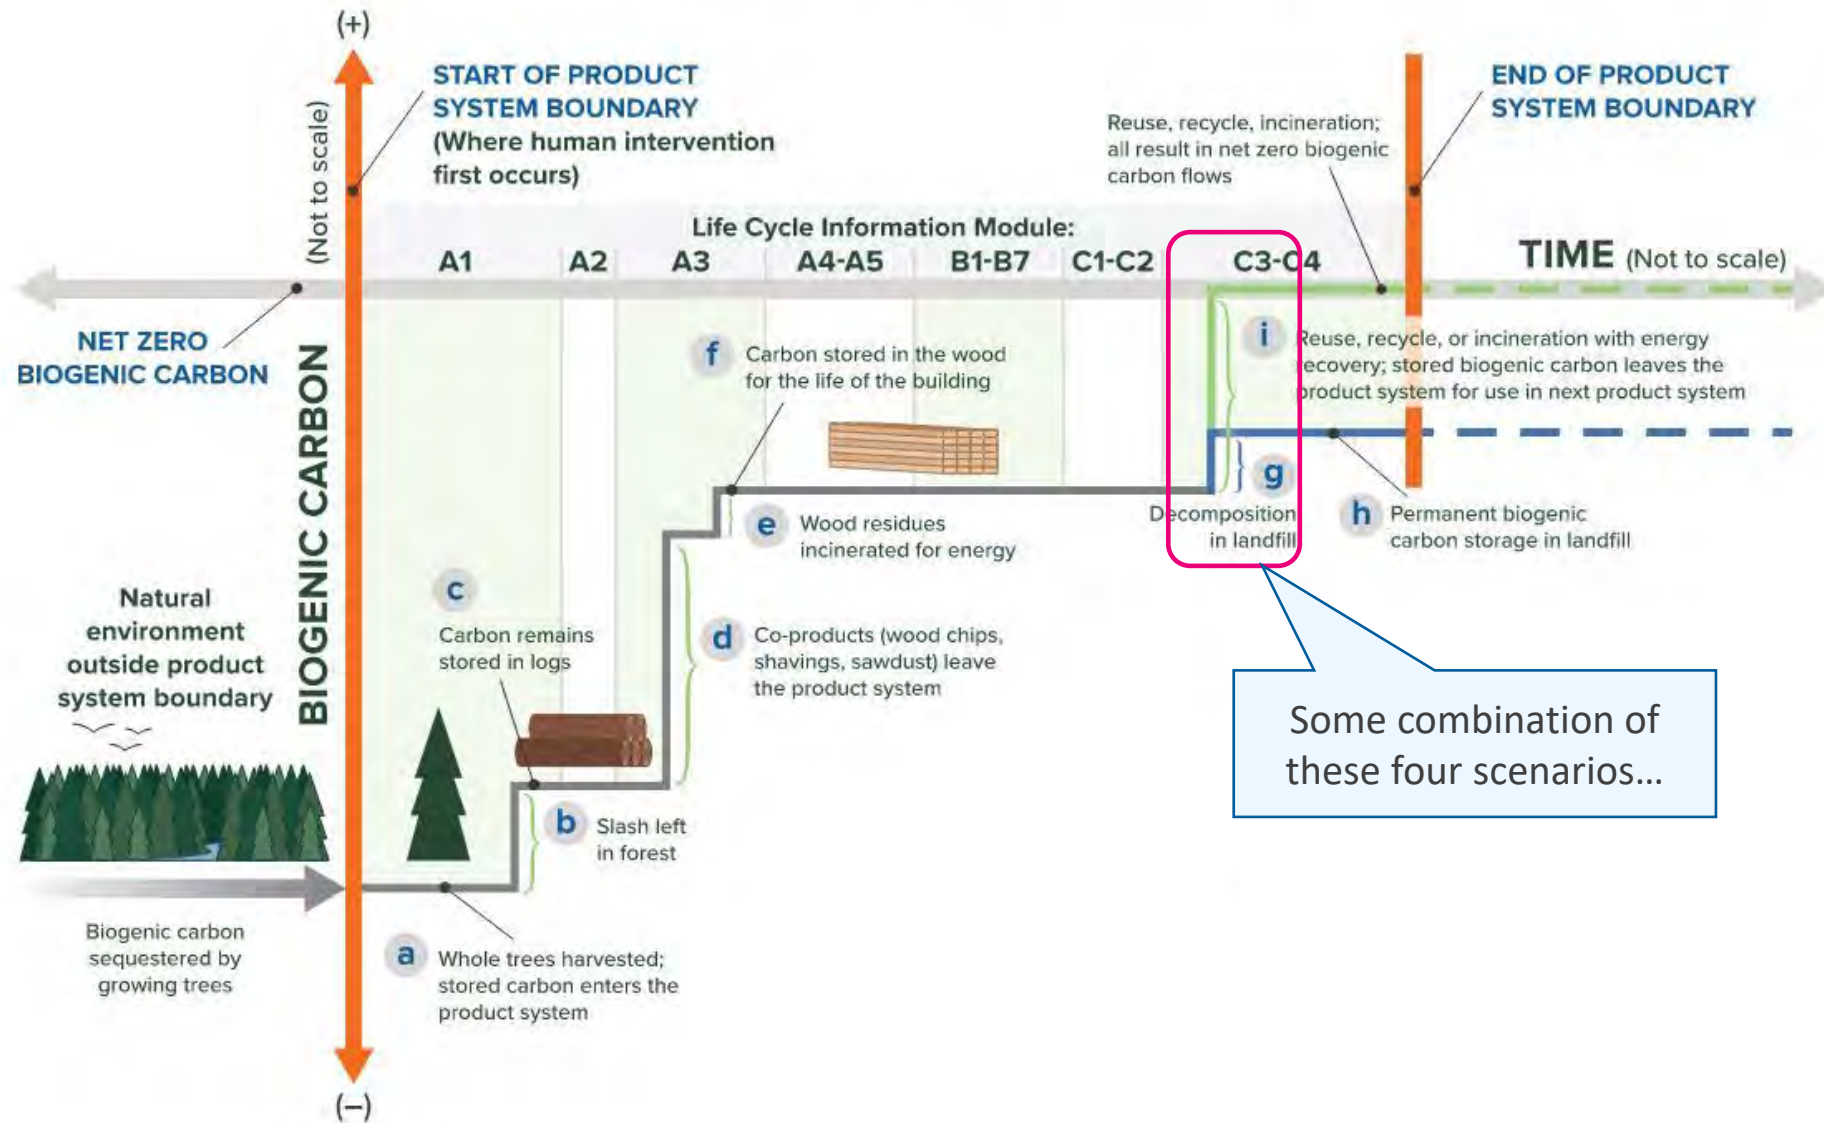 (+)
(Not to scale)
START OF PRODUCT
SYSTEM BOUNDARY
(Where human intervention
first occurs)
END OF PRODUCT
SYSTEM BOUNDARY
Reuse, recycle, incineration;
all result in net zero biogenic
carbon flows
Life Cycle Information Module:
A1 A2 A3 A4-A5 B1-B7 C1-C2 C3-C4
TIME (Not to scale)
NET ZERO
BIOGENIC CARBON
BIOGENIC CARBON
f Carbon stored in the wood
for the life of the building
i Reuse, recycle, or incineration with energy
recovery; stored biogenic carbon leaves the
product system for use in next product system
g
Decomposition
in landfill
h Permanent biogenic
carbon storage in landfill
e Wood residues
incinerated for energy
c
Carbon remains
stored in logs
d Co-products (wood chips,
shavings, sawdust) leave
the product system
Natural
environment
outside product
system boundary
Some combination of
these four scenarios...
b Slash left
in forest
Biogenic carbon
sequestered by
growing trees
a Whole trees harvested;
stored carbon enters the
product system
(−)